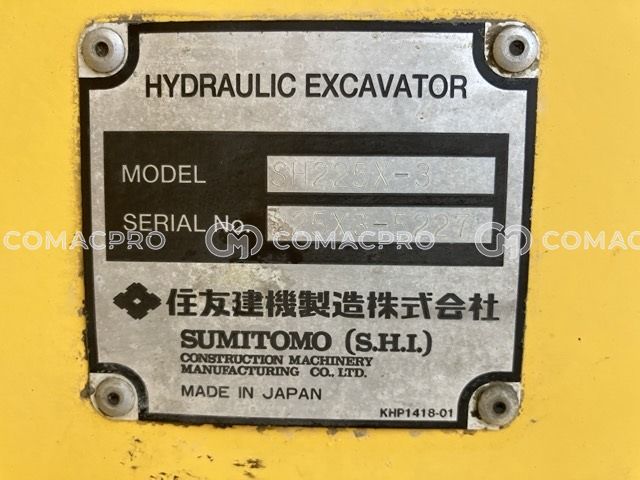 HYDRAULIC EXCAVATOR
MODEL SH225X-3
SERIAL No.
COMACPRO COMACPRO COMACPRO
住友建機製造株式会社
SUMITOMO (S.H.I.)
CONSTRUCTION MACHINERY
MANUFACTURING CO., LTD.
MADE IN JAPAN
KHP1418-01